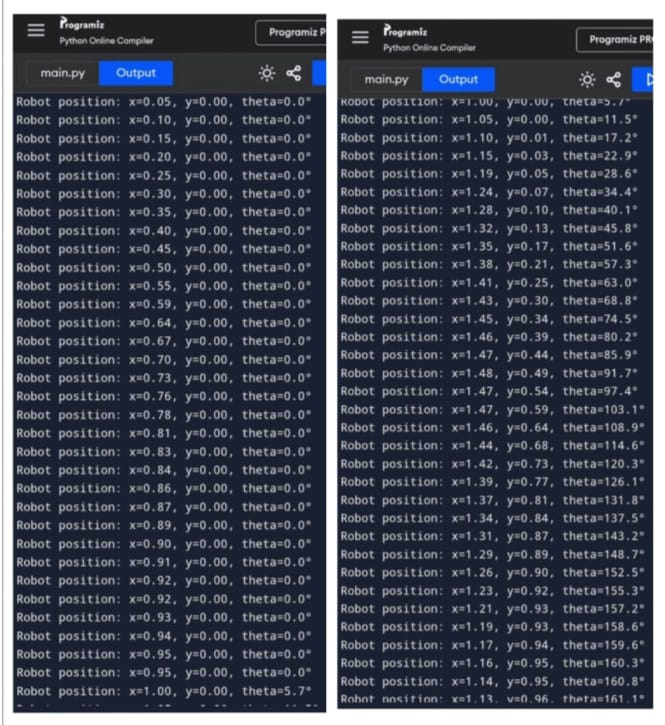 Programiz
Python Online Compiler
Programiz P
main.py
Output
Robot position: x=0.05, y=0.00, theta=0.0°
Robot position: x=0.10, y=0.00, theta=0.0°
Robot position: x=0.15, y=0.00, theta=0.0°
Robot position: x=0.20, y=0.00, theta=0.0°
Robot position: x=0.25, y=0.00, theta=0.0°
Robot position: x=0.30, y=0.00, theta=0.0°
Robot position: x=0.35, y=0.00, theta=0.0°
Robot position: x=0.40, y=0.00, theta=0.0°
Robot position: x=0.45, y=0.00, theta=0.0°
Robot position: x=0.50, y=0.00, theta=0.0°
Robot position: x=0.55, y=0.00, theta=0.0°
Robot position: x=0.59, y=0.00, theta=0.0°
Robot position: x=0.64, y=0.00, theta=0.0°
Robot position: x=0.67, y=0.00, theta=0.0°
Robot position: x=0.70, y=0.00, theta=0.0°
Robot position: x=0.73, y=0.00, theta=0.0°
Robot position: x=0.76, y=0.00, theta=0.0°
Robot position: x=0.78, y=0.00, theta=0.0°
Robot position: x=0.81, y=0.00, theta=0.0°
Robot position: x=0.83, y=0.00, theta=0.0°
Robot position: x=0.84, y=0.00, theta=0.0°
Robot position: x=0.86, y=0.00, theta=0.0°
Robot position: x=0.87, y=0.00, theta=0.0°
Robot position: x=0.89, y=0.00, theta=0.0°
Robot position: x=0.90, y=0.00, theta=0.0°
Robot position: x=0.91, y=0.00, theta=0.0°
Robot position: x=0.92, y=0.00, theta=0.0°
Robot position: x=0.92, y=0.00, theta=0.0°
Robot position: x=0.93, y=0.00, theta=0.0°
Robot position: x=0.94, y=0.00, theta=0.0°
Robot position: x=0.95, y=0.00, theta=0.0°
Robot position: x=0.95, y=0.00, theta=0.0°
Robot position: x=1.00, y=0.00, theta=5.7°
Programiz
Python Online Compiler
Programiz PR
main.py
Output
Robot position: x=1.00, y=0.00, theta=5.7°
Robot position: x=1.05, y=0.00, theta=11.5°
Robot position: x=1.10, y=0.01, theta=17.2°
Robot position: x=1.15, y=0.03, theta=22.9°
Robot position: x=1.19, y=0.05, theta=28.6°
Robot position: x=1.24, y=0.07, theta=34.4°
Robot position: x=1.28, y=0.10, theta=40.1°
Robot position: x=1.32, y=0.13, theta=45.8°
Robot position: x=1.35, y=0.17, theta=51.6°
Robot position: x=1.38, y=0.21, theta=57.3°
Robot position: x=1.41, y=0.25, theta=63.0°
Robot position: x=1.43, y=0.30, theta=68.8°
Robot position: x=1.45, y=0.34, theta=74.5°
Robot position: x=1.46, y=0.39, theta=80.2°
Robot position: x=1.47, y=0.44, theta=85.9°
Robot position: x=1.48, y=0.49, theta=91.7°
Robot position: x=1.47, y=0.54, theta=97.4°
Robot position: x=1.47, y=0.59, theta=103.1°
Robot position: x=1.46, y=0.64, theta=108.9°
Robot position: x=1.44, y=0.68, theta=114.6°
Robot position: x=1.42, y=0.73, theta=120.3°
Robot position: x=1.39, y=0.77, theta=126.1°
Robot position: x=1.37, y=0.81, theta=131.8°
Robot position: x=1.34, y=0.84, theta=137.5°
Robot position: x=1.31, y=0.87, theta=143.2°
Robot position: x=1.29, y=0.89, theta=148.7°
Robot position: x=1.26, y=0.90, theta=152.5°
Robot position: x=1.23, y=0.92, theta=155.3°
Robot position: x=1.21, y=0.93, theta=157.2°
Robot position: x=1.19, y=0.93, theta=158.6°
Robot position: x=1.17, y=0.94, theta=159.6°
Robot position: x=1.16, y=0.95, theta=160.3°
Robot position: x=1.14, y=0.95, theta=160.8°
Robot position: x=1.13, y=0.96, theta=161.1°